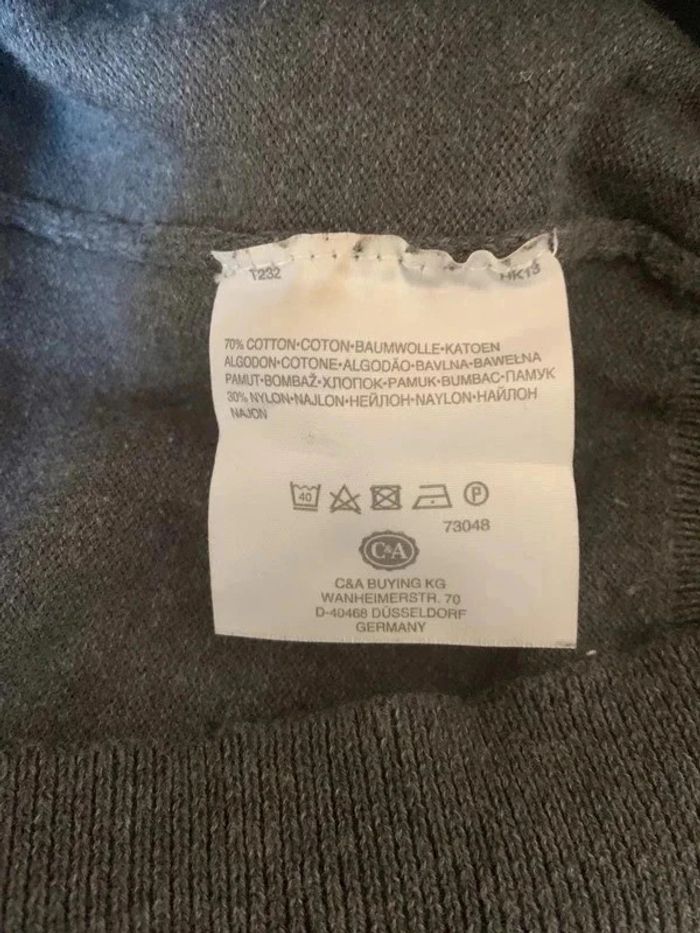 T232 HK13
70% COTTON•COTON•BAUMWOLLE•KATOEN
ALGODON•COTONE•ALGODÃO•BAVLNA•BAWEŁNA
PAMUT•BOMBAŽ•ХЛОПОК•PAMUK•BUMBAC•ПАМУК
30% NYLON•NAJLON•НЕЙЛОН•NAYLON•НАЙЛОН
NAJON
40 P
73048
C&A
C&A BUYING KG
WANHEIMERSTR. 70
D-40468 DÜSSELDORF
GERMANY